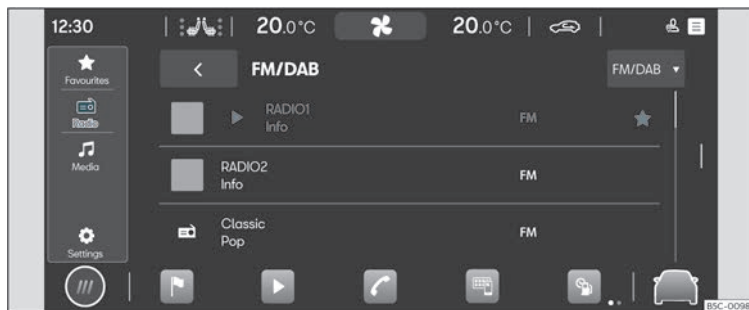 12:30
20.0°C
20.0°C
Favourites
FM/DAB
FM/DAB
RADIO1
FM
Info
Radio
Media
RADIO2
FM
Info
Classic
FM
Pop
Settings
B5C-0098